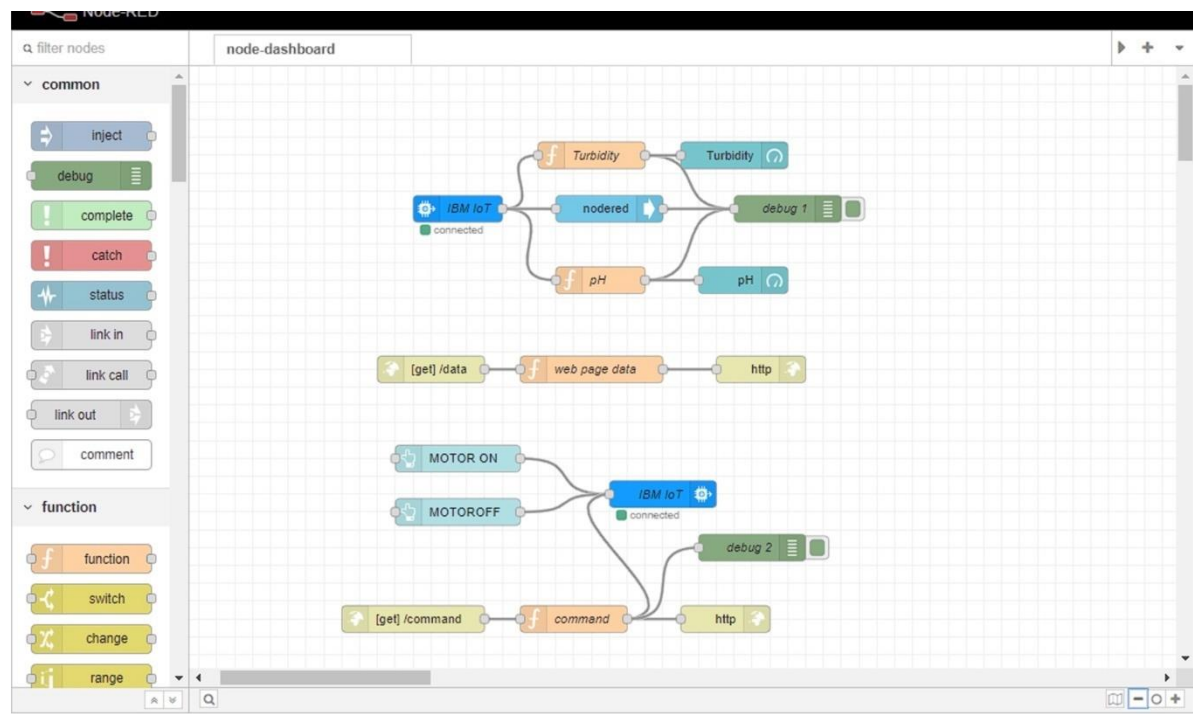 Node-RED
filter nodes
node-dashboard
common
inject
debug
complete
catch
status
link in
link call
link out
comment
function
function
switch
change
range
Turbidity
Turbidity
IBM IoT
connected
nodered
debug 1
pH
pH
[get] /data
web page data
http
MOTOR ON
MOTOROFF
IBM IoT
connected
debug 2
[get] /command
command
http